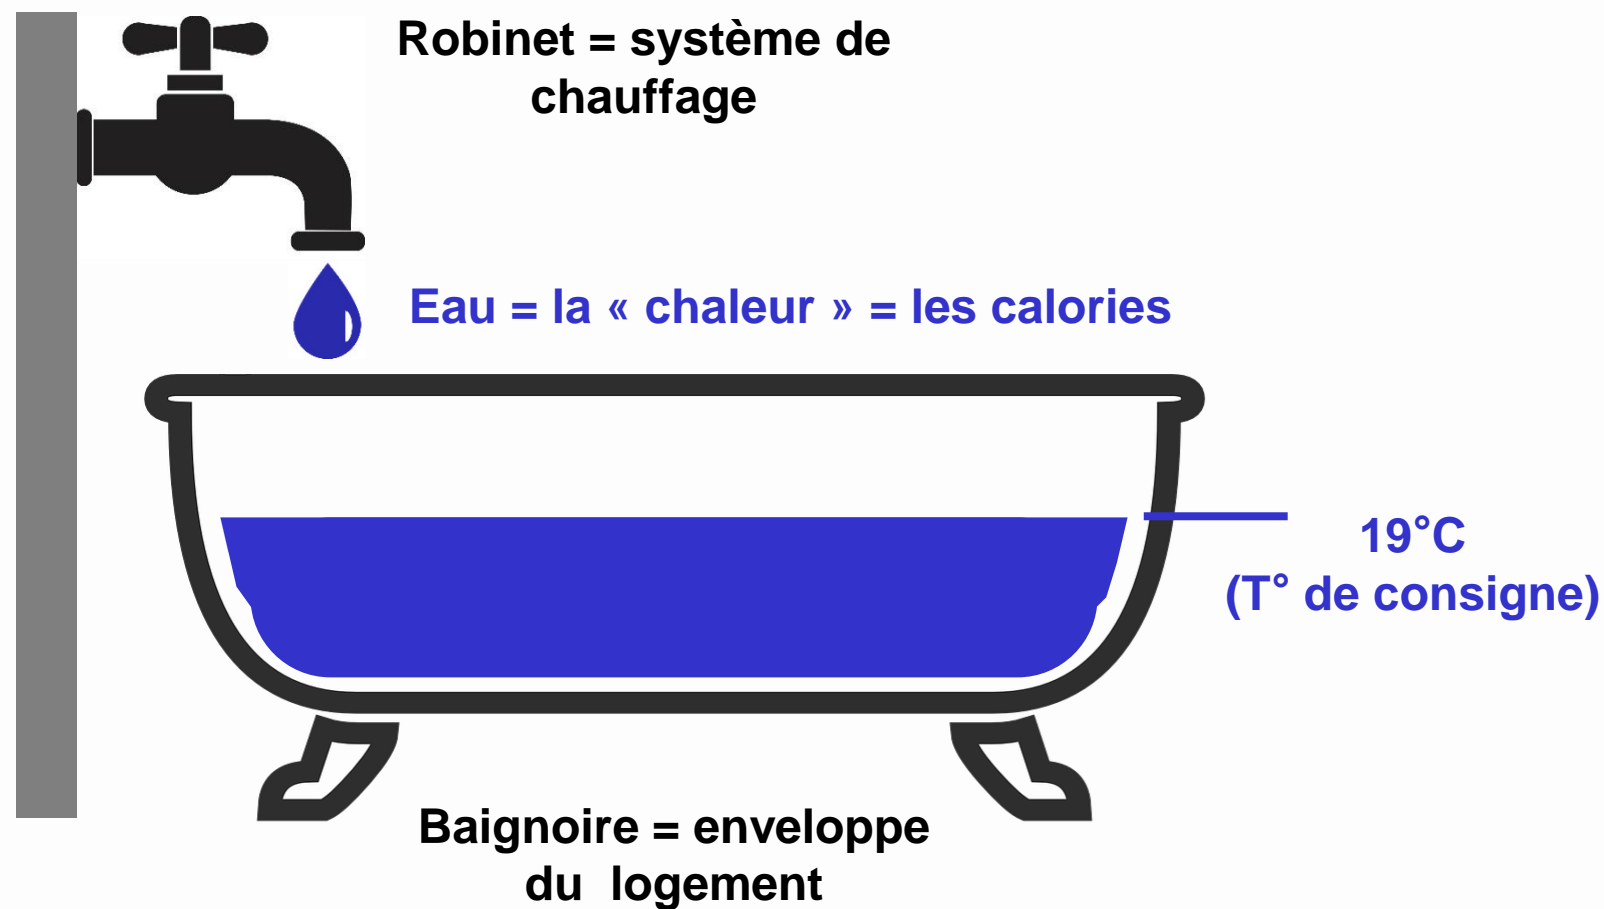 Robinet = système de
chauffage
Eau = la « chaleur » = les calories
19°C
(T° de consigne)
Baignoire = enveloppe
du logement